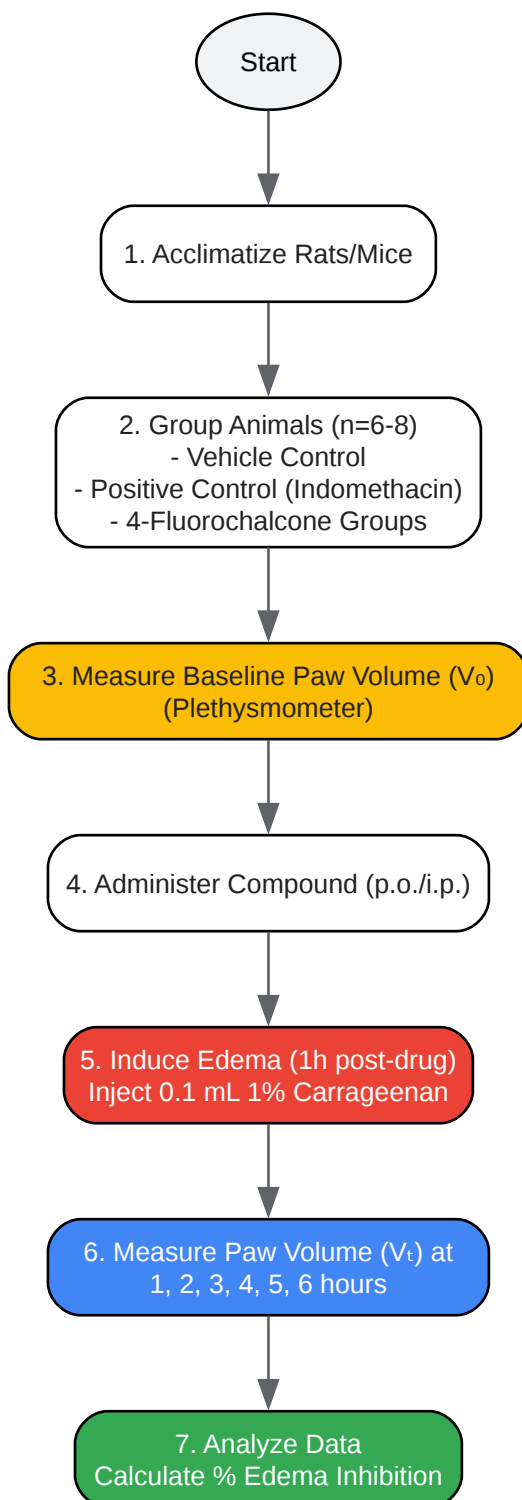 Start
1. Acclimatize Rats/Mice
2. Group Animals (n=6-8)
- Vehicle Control
- Positive Control (Indomethacin)
- 4-Fluorochalcone Groups
3. Measure Baseline Paw Volume (V₀)
(Plethysmometer)
4. Administer Compound (p.o./i.p.)
5. Induce Edema (1h post-drug)
Inject 0.1 mL 1% Carrageenan
6. Measure Paw Volume (Vₜ) at
1, 2, 3, 4, 5, 6 hours
7. Analyze Data
Calculate % Edema Inhibition